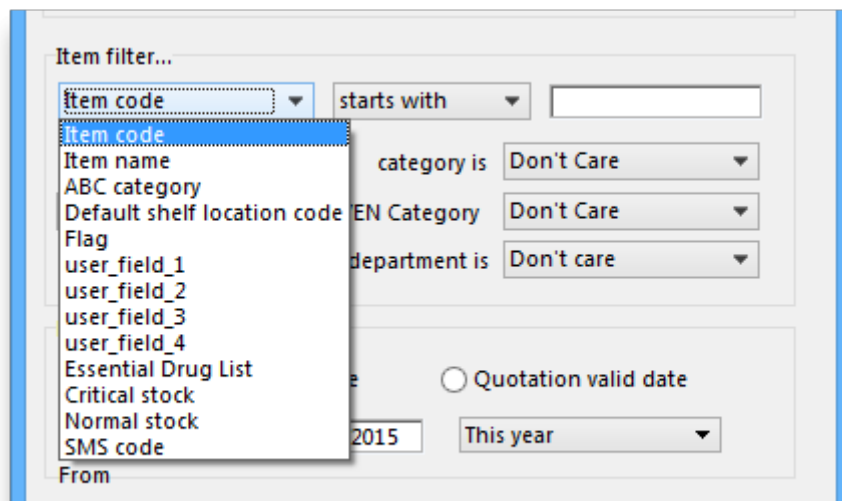 Item filter...
Item code starts with
Item code
Item name
category is Don't Care
ABC category
Default shelf location code EN Category Don't Care
Flag
user_field_1 department is Don't care
user_field_2
user_field_3
user_field_4
Essential Drug List
Quotation valid date
Critical stock
Normal stock
2015 This year
SMS code
From